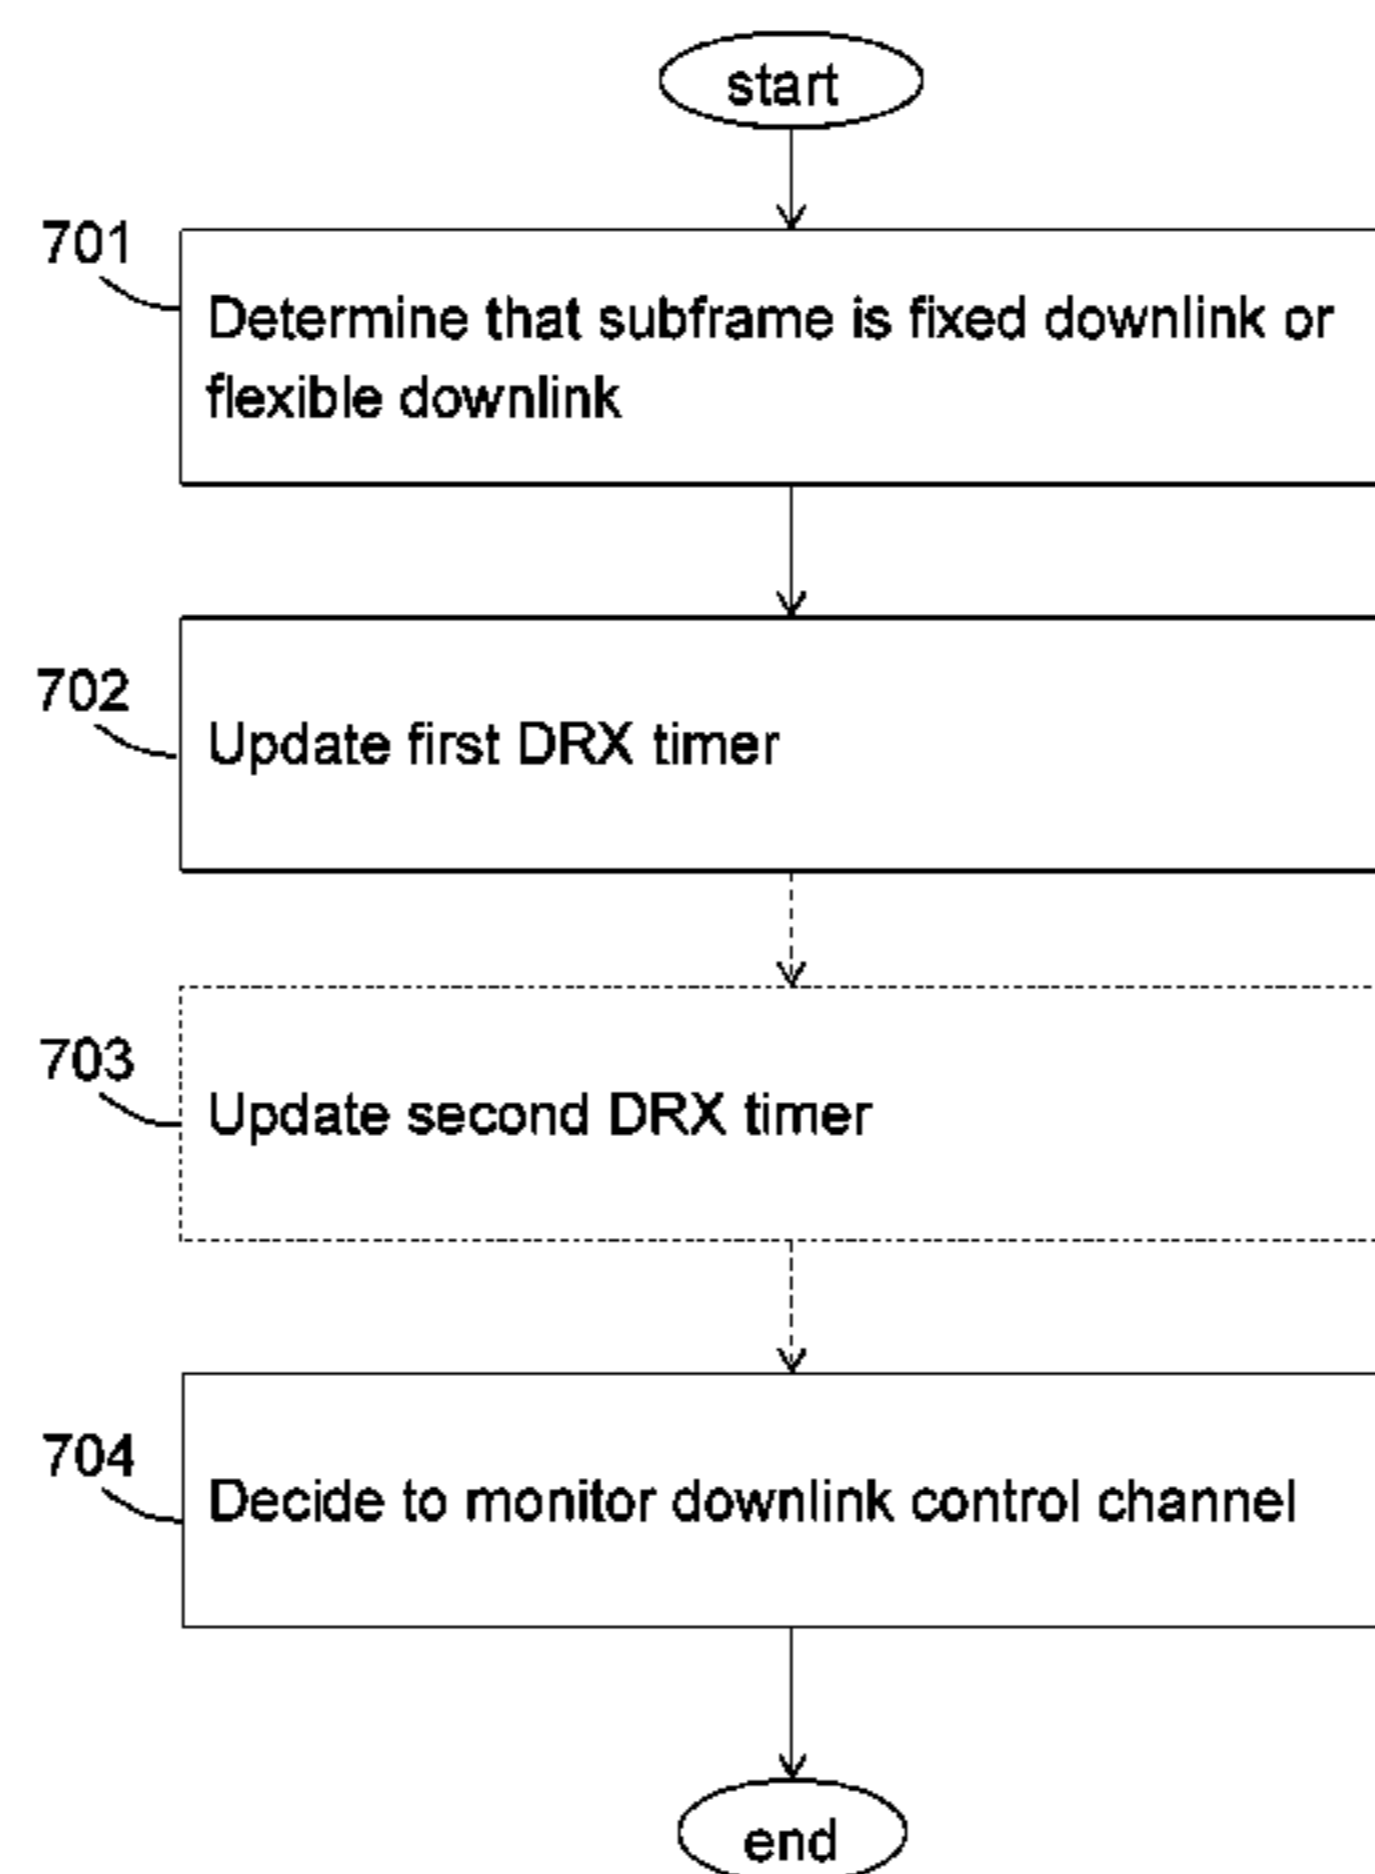 start
701
Determine that subframe is fixed downlink or
flexible downlink
702
Update first DRX timer
703
Update second DRX timer
704
Decide to monitor downlink control channel
end